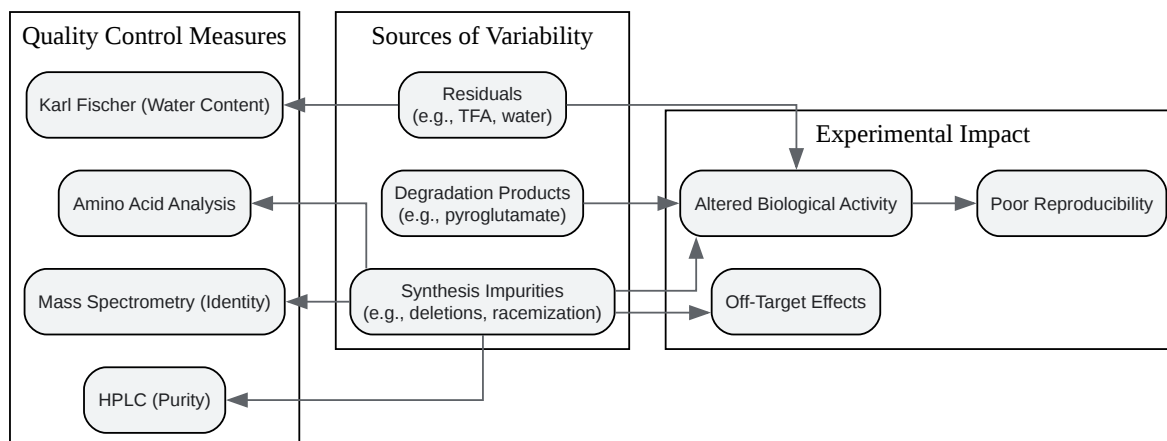 Quality Control Measures
Karl Fischer (Water Content)
Amino Acid Analysis
Mass Spectrometry (Identity)
HPLC (Purity)
Sources of Variability
Residuals
(e.g., TFA, water)
Degradation Products
(e.g., pyroglutamate)
Synthesis Impurities
(e.g., deletions, racemization)
Experimental Impact
Altered Biological Activity
Poor Reproducibility
Off-Target Effects